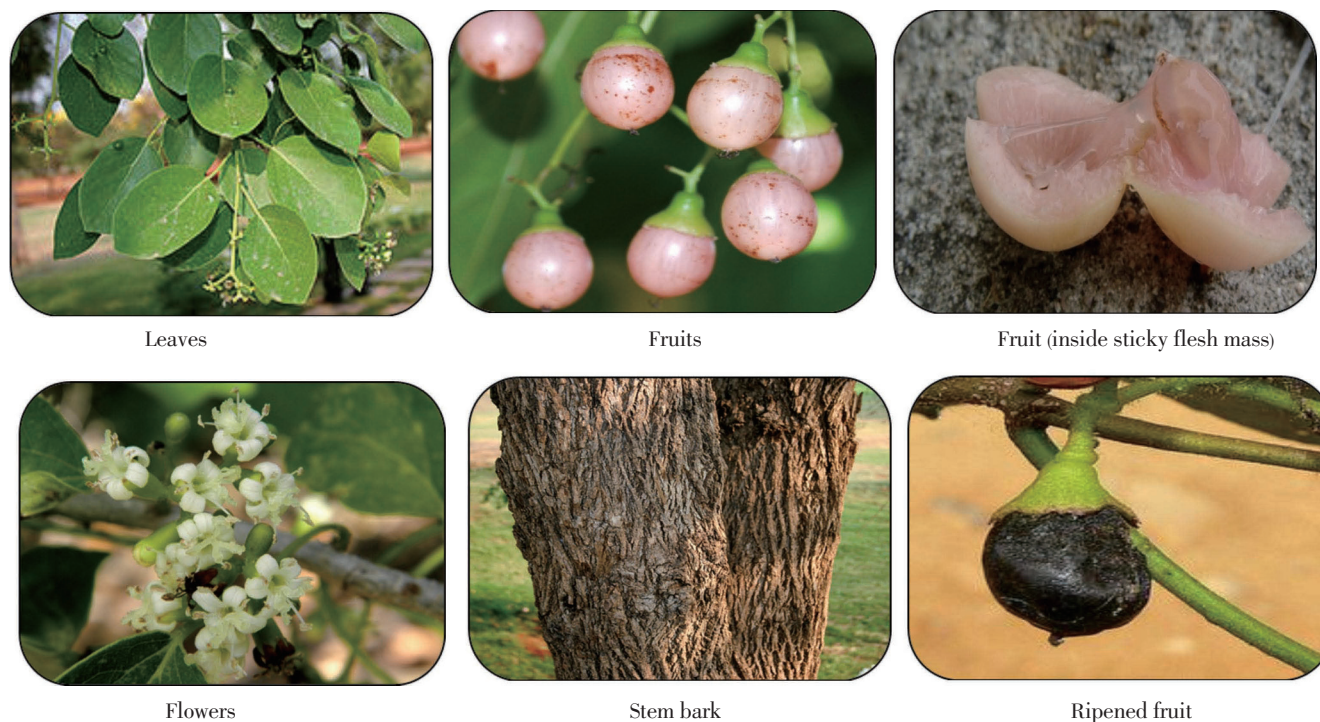 Leaves
Fruits
Fruit (inside sticky flesh mass)
Flowers
Stem bark
Ripened fruit